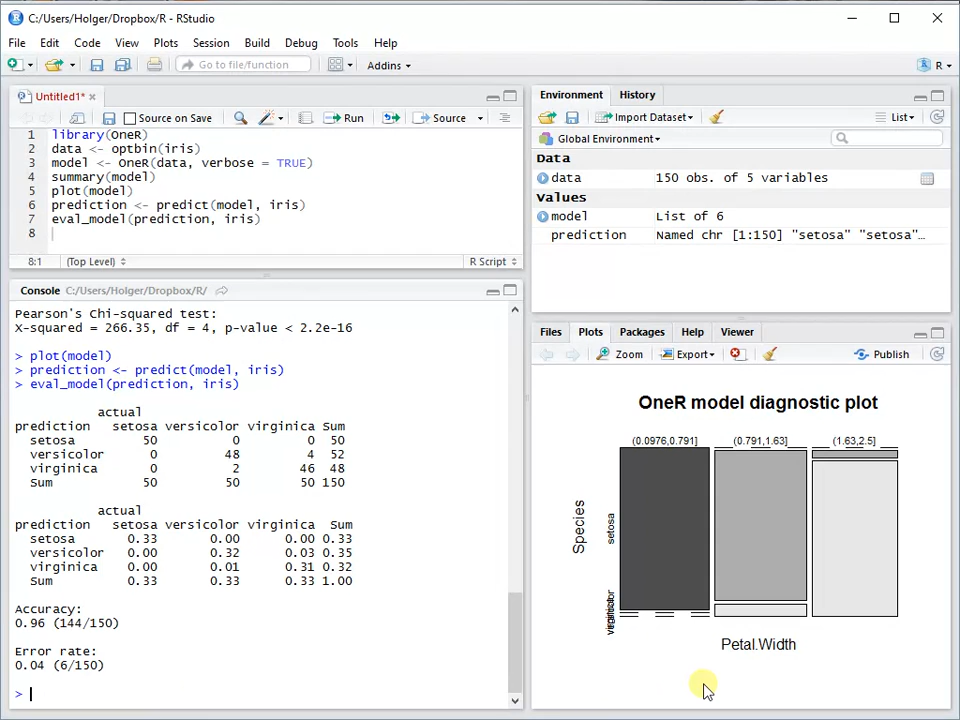 C:/Users/Holger/Dropbox/R - RStudio
File Edit Code View Plots Session Build Debug Tools Help
Go to file/function Addins R
Untitled1*
Source on Save Run Source
1 library(OneR)
2 data <- optbin(iris)
3 model <- OneR(data, verbose = TRUE)
4 summary(model)
5 plot(model)
6 prediction <- predict(model, iris)
7 eval_model(prediction, iris)
8
8:1 (Top Level) R Script
Console C:/Users/Holger/Dropbox/R/
Pearson's Chi-squared test:
X-squared = 266.35, df = 4, p-value < 2.2e-16
> plot(model)
> prediction <- predict(model, iris)
> eval_model(prediction, iris)
actual
prediction setosa versicolor virginica Sum
setosa 50 0 0 50
versicolor 0 48 4 52
virginica 0 2 46 48
Sum 50 50 50 150
actual
prediction setosa versicolor virginica Sum
setosa 0.33 0.00 0.00 0.33
versicolor 0.00 0.32 0.03 0.35
virginica 0.00 0.01 0.31 0.32
Sum 0.33 0.33 0.33 1.00
Accuracy:
0.96 (144/150)
Error rate:
0.04 (6/150)
>
Environment History
Import Dataset List
Global Environment
Data
data 150 obs. of 5 variables
Values
model List of 6
prediction Named chr [1:150] "setosa" "setosa"…
Files Plots Packages Help Viewer
Zoom Export Publish
OneR model diagnostic plot
(0.0976,0.791] (0.791,1.63] (1.63,2.5]
Species
setosa
Petal.Width